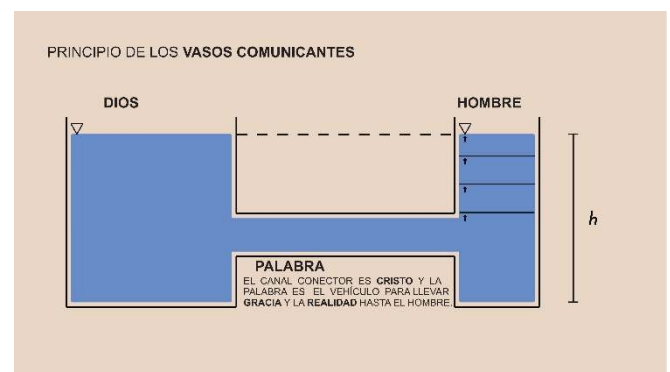 PRINCIPIO DE LOS VASOS COMUNICANTES
DIOS
HOMBRE
h
PALABRA
EL CANAL CONECTOR ES CRISTO Y LA
PALABRA ES EL VEHÍCULO PARA LLEVAR
GRACIA Y LA REALIDAD HASTA EL HOMBRE.